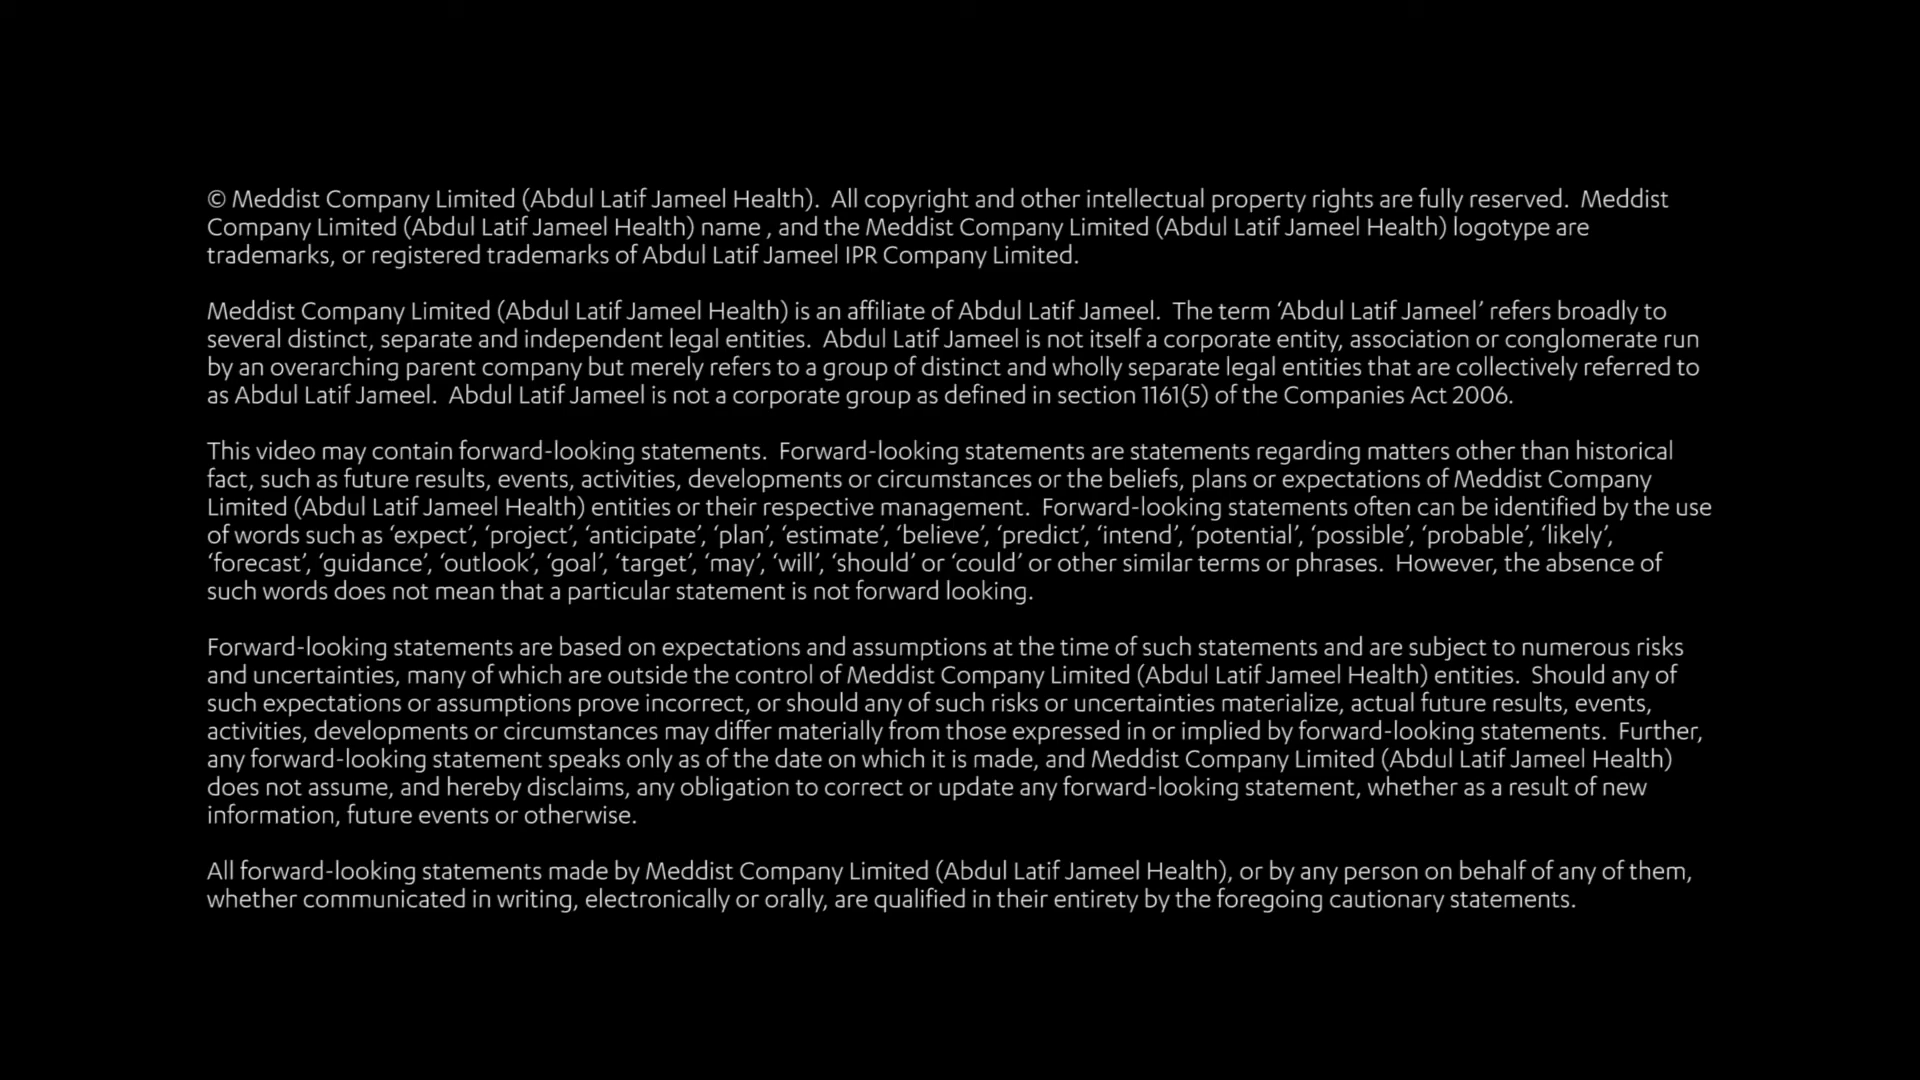 © Meddist Company Limited (Abdul Latif Jameel Health).  All copyright and other intellectual property rights are fully reserved.  Meddist
Company Limited (Abdul Latif Jameel Health) name , and the Meddist Company Limited (Abdul Latif Jameel Health) logotype are
trademarks, or registered trademarks of Abdul Latif Jameel IPR Company Limited.
Meddist Company Limited (Abdul Latif Jameel Health) is an affiliate of Abdul Latif Jameel.  The term ‘Abdul Latif Jameel’ refers broadly to
several distinct, separate and independent legal entities.  Abdul Latif Jameel is not itself a corporate entity, association or conglomerate run
by an overarching parent company but merely refers to a group of distinct and wholly separate legal entities that are collectively referred to
as Abdul Latif Jameel.  Abdul Latif Jameel is not a corporate group as defined in section 1161(5) of the Companies Act 2006.
This video may contain forward-looking statements.  Forward-looking statements are statements regarding matters other than historical
fact, such as future results, events, activities, developments or circumstances or the beliefs, plans or expectations of Meddist Company
Limited (Abdul Latif Jameel Health) entities or their respective management.  Forward-looking statements often can be identified by the use
of words such as ‘expect’, ‘project’, ‘anticipate’, ‘plan’, ‘estimate’, ‘believe’, ‘predict’, ‘intend’, ‘potential’, ‘possible’, ‘probable’, ‘likely’,
‘forecast’, ‘guidance’, ‘outlook’, ‘goal’, ‘target’, ‘may’, ‘will’, ‘should’ or ‘could’ or other similar terms or phrases.  However, the absence of
such words does not mean that a particular statement is not forward looking.
Forward-looking statements are based on expectations and assumptions at the time of such statements and are subject to numerous risks
and uncertainties, many of which are outside the control of Meddist Company Limited (Abdul Latif Jameel Health) entities.  Should any of
such expectations or assumptions prove incorrect, or should any of such risks or uncertainties materialize, actual future results, events,
activities, developments or circumstances may differ materially from those expressed in or implied by forward-looking statements.  Further,
any forward-looking statement speaks only as of the date on which it is made, and Meddist Company Limited (Abdul Latif Jameel Health)
does not assume, and hereby disclaims, any obligation to correct or update any forward-looking statement, whether as a result of new
information, future events or otherwise.
All forward-looking statements made by Meddist Company Limited (Abdul Latif Jameel Health), or by any person on behalf of any of them,
whether communicated in writing, electronically or orally, are qualified in their entirety by the foregoing cautionary statements.